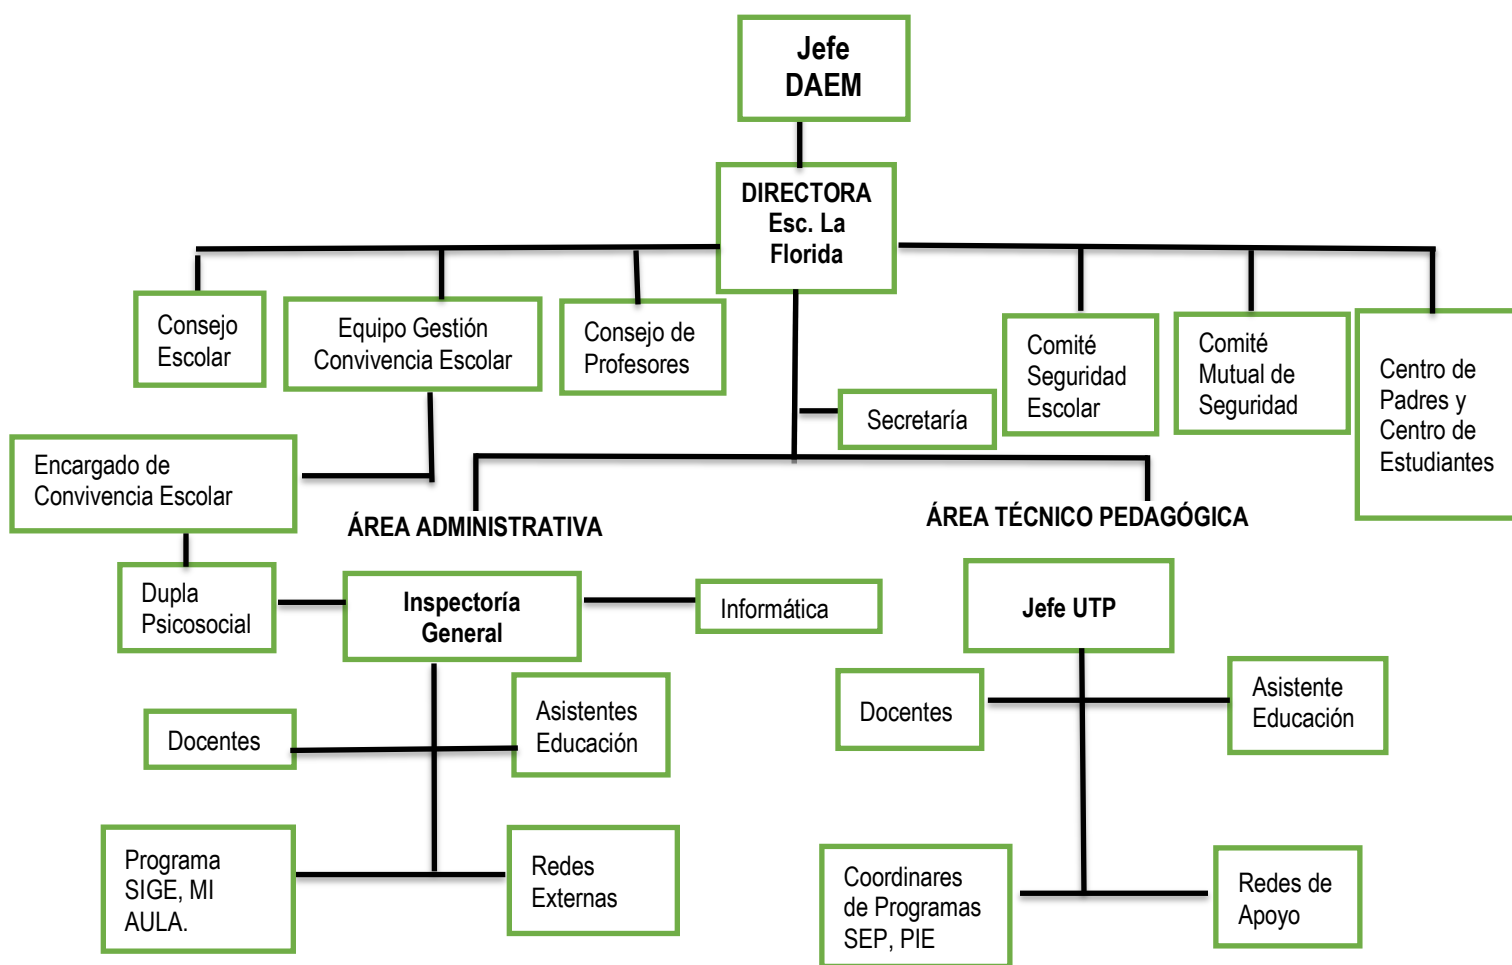 Jefe
DAEM
DIRECTORA
Esc. La
Florida
Consejo
Escolar
Equipo Gestión
Convivencia Escolar
Consejo de
Profesores
Comité
Seguridad
Escolar
Comité
Mutual de
Seguridad
Centro de
Padres y
Centro de
Estudiantes
Secretaría
Encargado de
Convivencia Escolar
ÁREA ADMINISTRATIVA
ÁREA TÉCNICO PEDAGÓGICA
Dupla
Psicosocial
Inspectoría
General
Informática
Jefe UTP
Docentes
Asistentes
Educación
Docentes
Asistente
Educación
Programa
SIGE, MI
AULA.
Redes
Externas
Coordinares
de Programas
SEP, PIE
Redes de
Apoyo